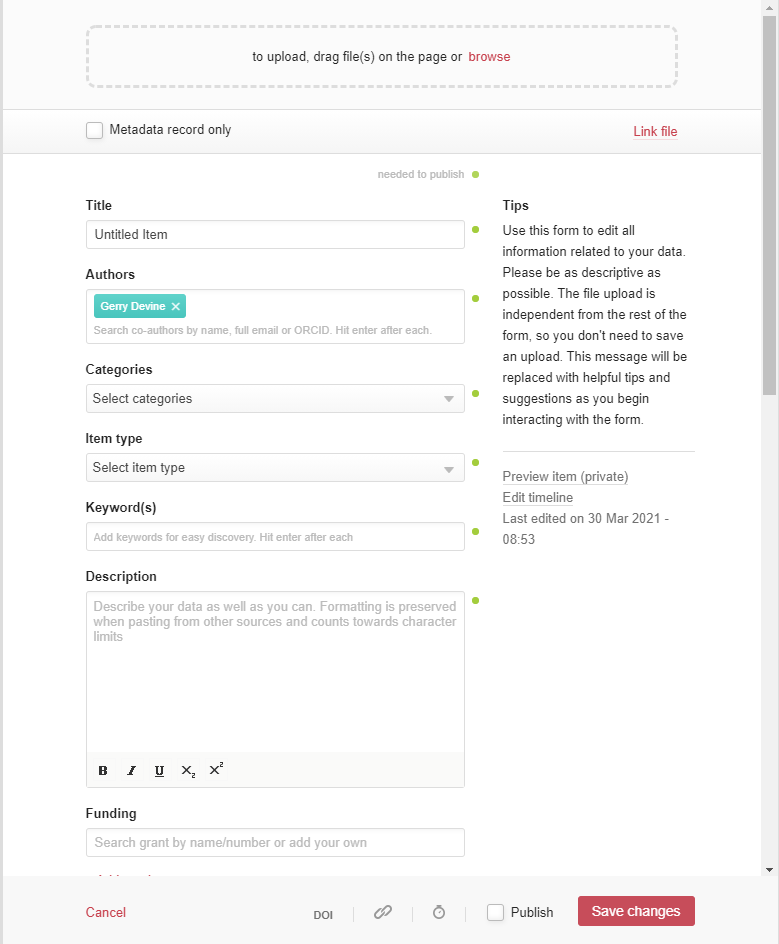 to upload, drag file(s) on the page or browse
Metadata record only
Link file
needed to publish
Title
Untitled Item
Authors
Gerry Devine ×
Search co-authors by name, full email or ORCID. Hit enter after each.
Categories
Select categories
Item type
Select item type
Keyword(s)
Add keywords for easy discovery. Hit enter after each
Description
Describe your data as well as you can. Formatting is preserved
when pasting from other sources and counts towards character
limits
B I U X2 X2
Funding
Search grant by name/number or add your own
Tips
Use this form to edit all
information related to your data.
Please be as descriptive as
possible. The file upload is
independent from the rest of the
form, so you don't need to save
an upload. This message will be
replaced with helpful tips and
suggestions as you begin
interacting with the form.
Preview item (private)
Edit timeline
Last edited on 30 Mar 2021 -
08:53
Cancel
DOI
Publish
Save changes